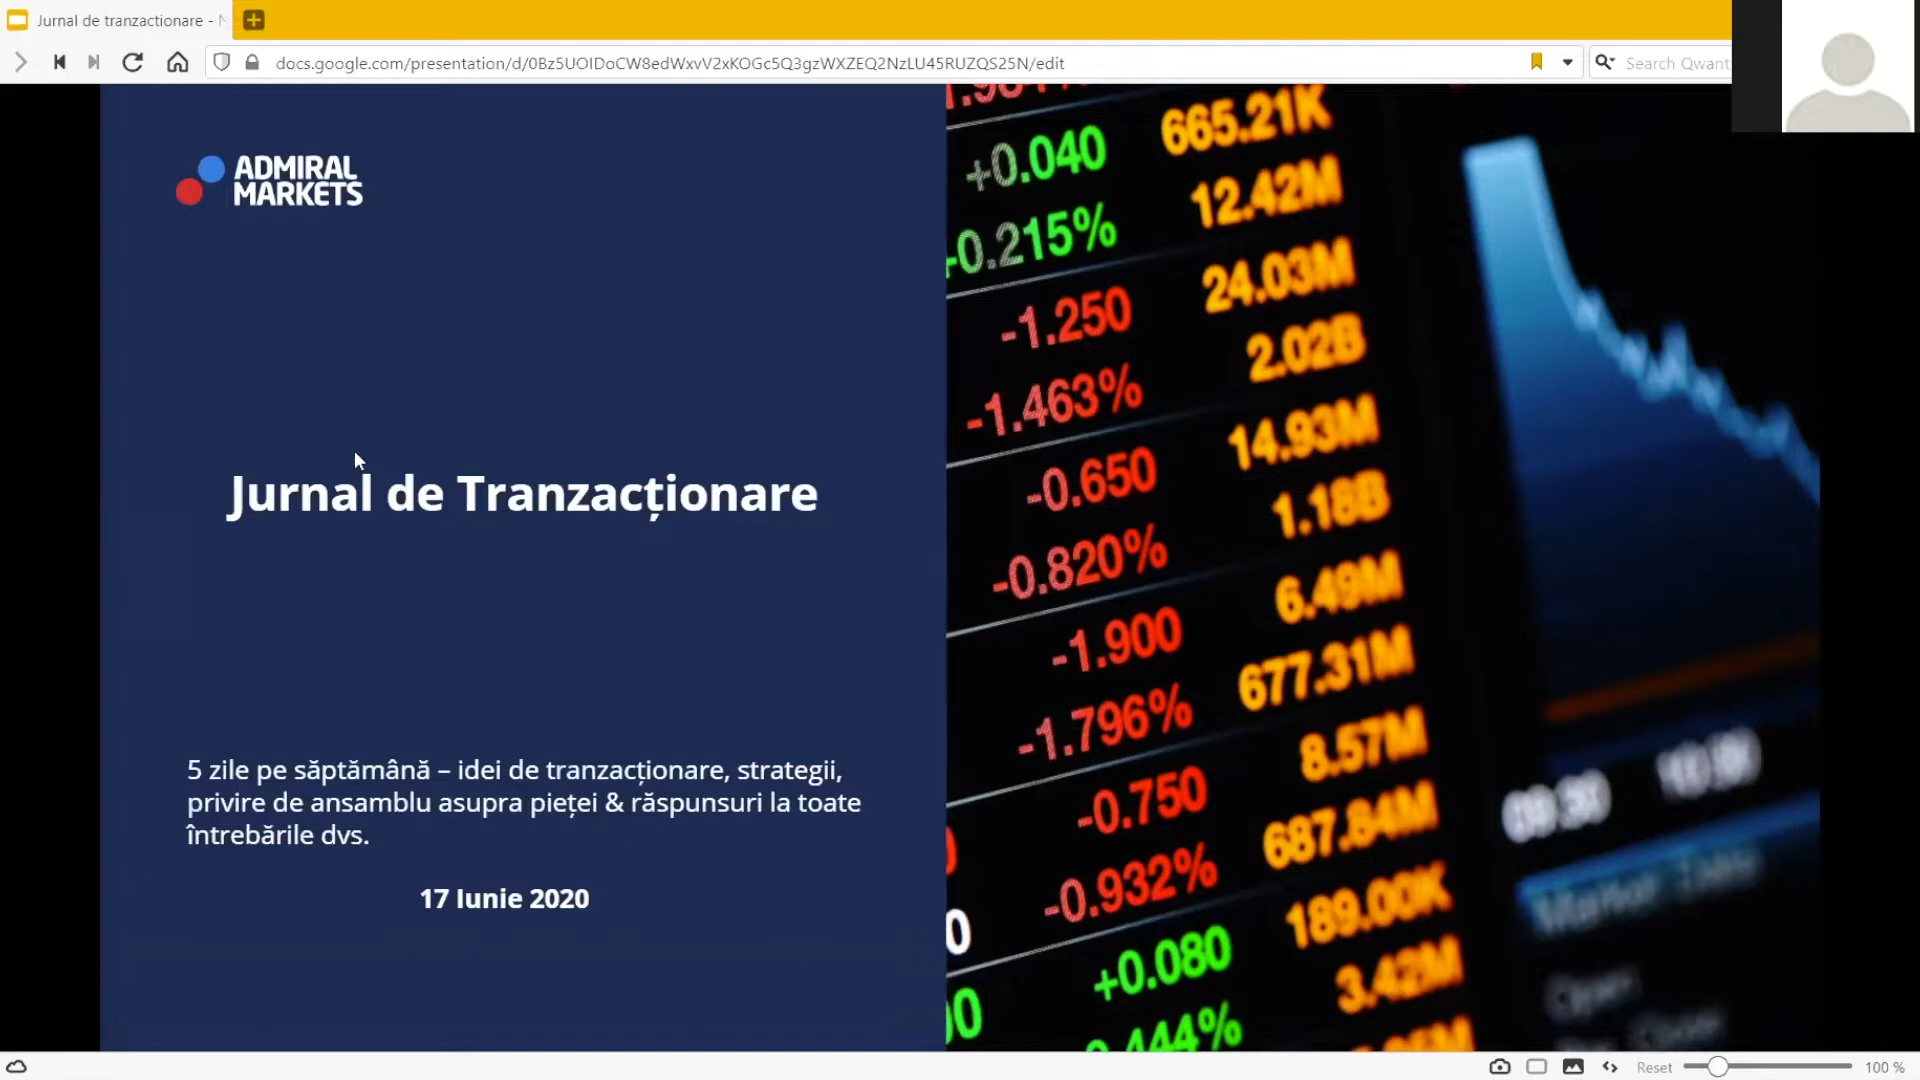 Jurnal de tranzactionare -
docs.google.com/presentation/d/0Bz5UOIDoCW8edWxvV2xKOGc5Q3gzWXZEQ2NzLU45RUZQS25N/edit
Search Qwant
ADMIRAL
MARKETS
Jurnal de Tranzacționare
5 zile pe săptămână – idei de tranzacționare, strategii,
privire de ansamblu asupra pieței & răspunsuri la toate
întrebările dvs.
17 Iunie 2020
+0.040
665.21K
12.42M
+0.215%
24.03M
-1.250
2.02B
-1.463%
14.93M
-0.650
1.18B
-0.820%
6.49M
-1.900
677.31M
-1.796%
8.57M
-0.750
687.84M
-0.932%
189.00K
+0.080
3.42M
09:30
Market Data
Reset
100 %